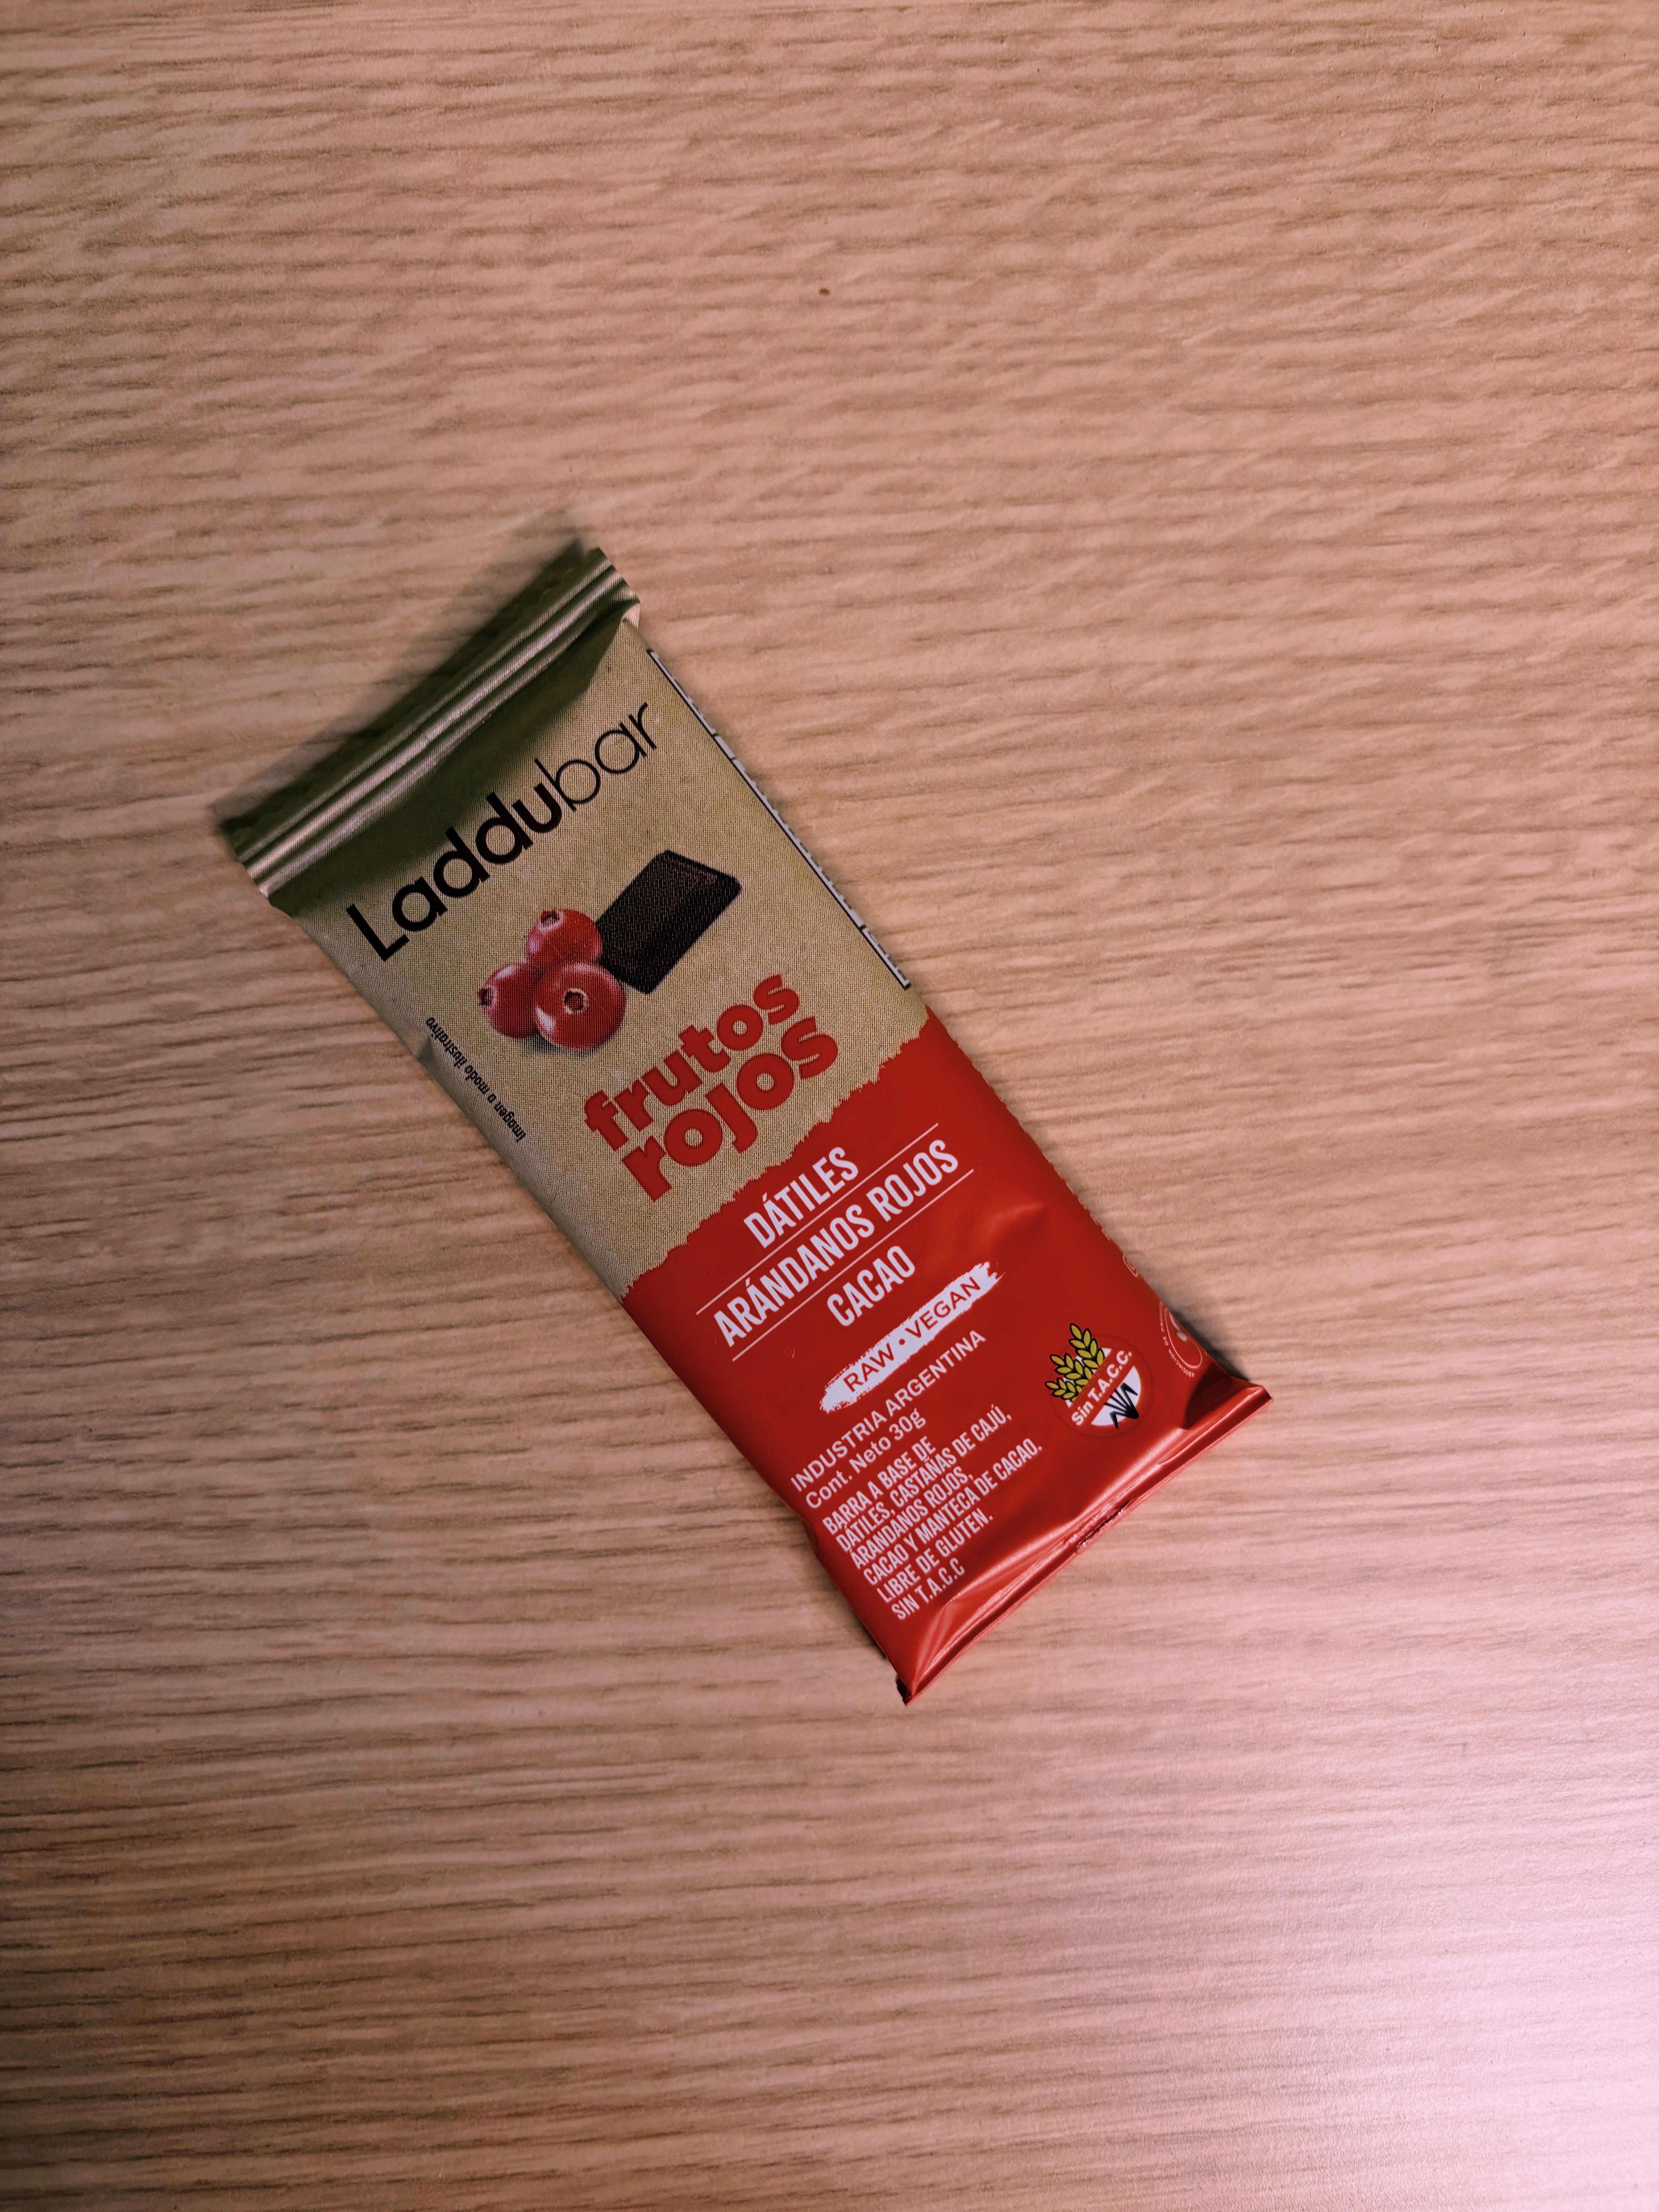 Laddubar
imagen a modo ilustrativo
frutos
rojos
DÁTILES
ARÁNDANOS ROJOS
CACAO
RAW • VEGAN
INDUSTRIA ARGENTINA
Cont. Neto 30g
BARRA A BASE DE
DÁTILES, CASTAÑAS DE CAJÚ,
ARANDANOS ROJOS,
CACAO Y MANTECA DE CACAO.
LIBRE DE GLUTEN.
SIN T.A.C.C
Sin T.A.C.C.